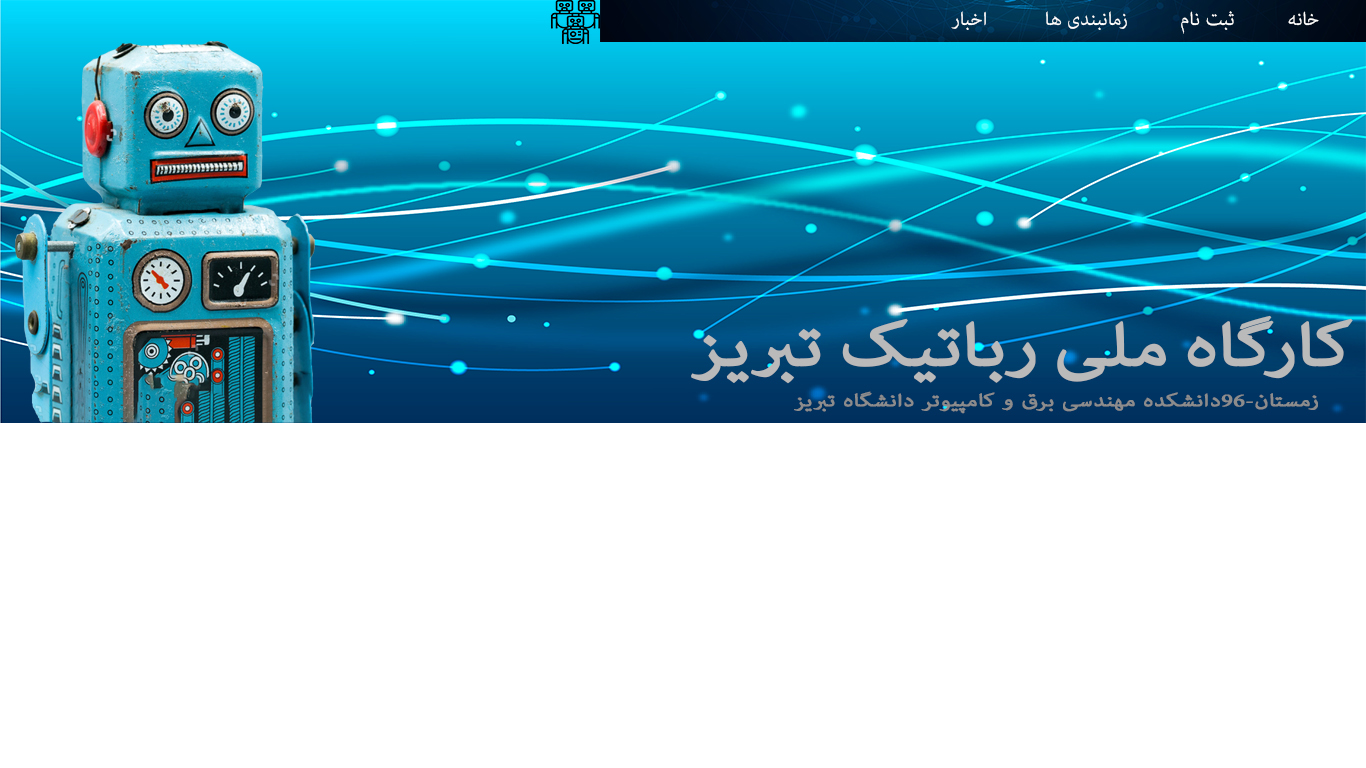 خانه ثبت نام زمانبندی ها اخبار
کارگاه ملی رباتیک تبریز
زمستان-96دانشکده مهندسی برق و کامپیوتر دانشگاه تبریز